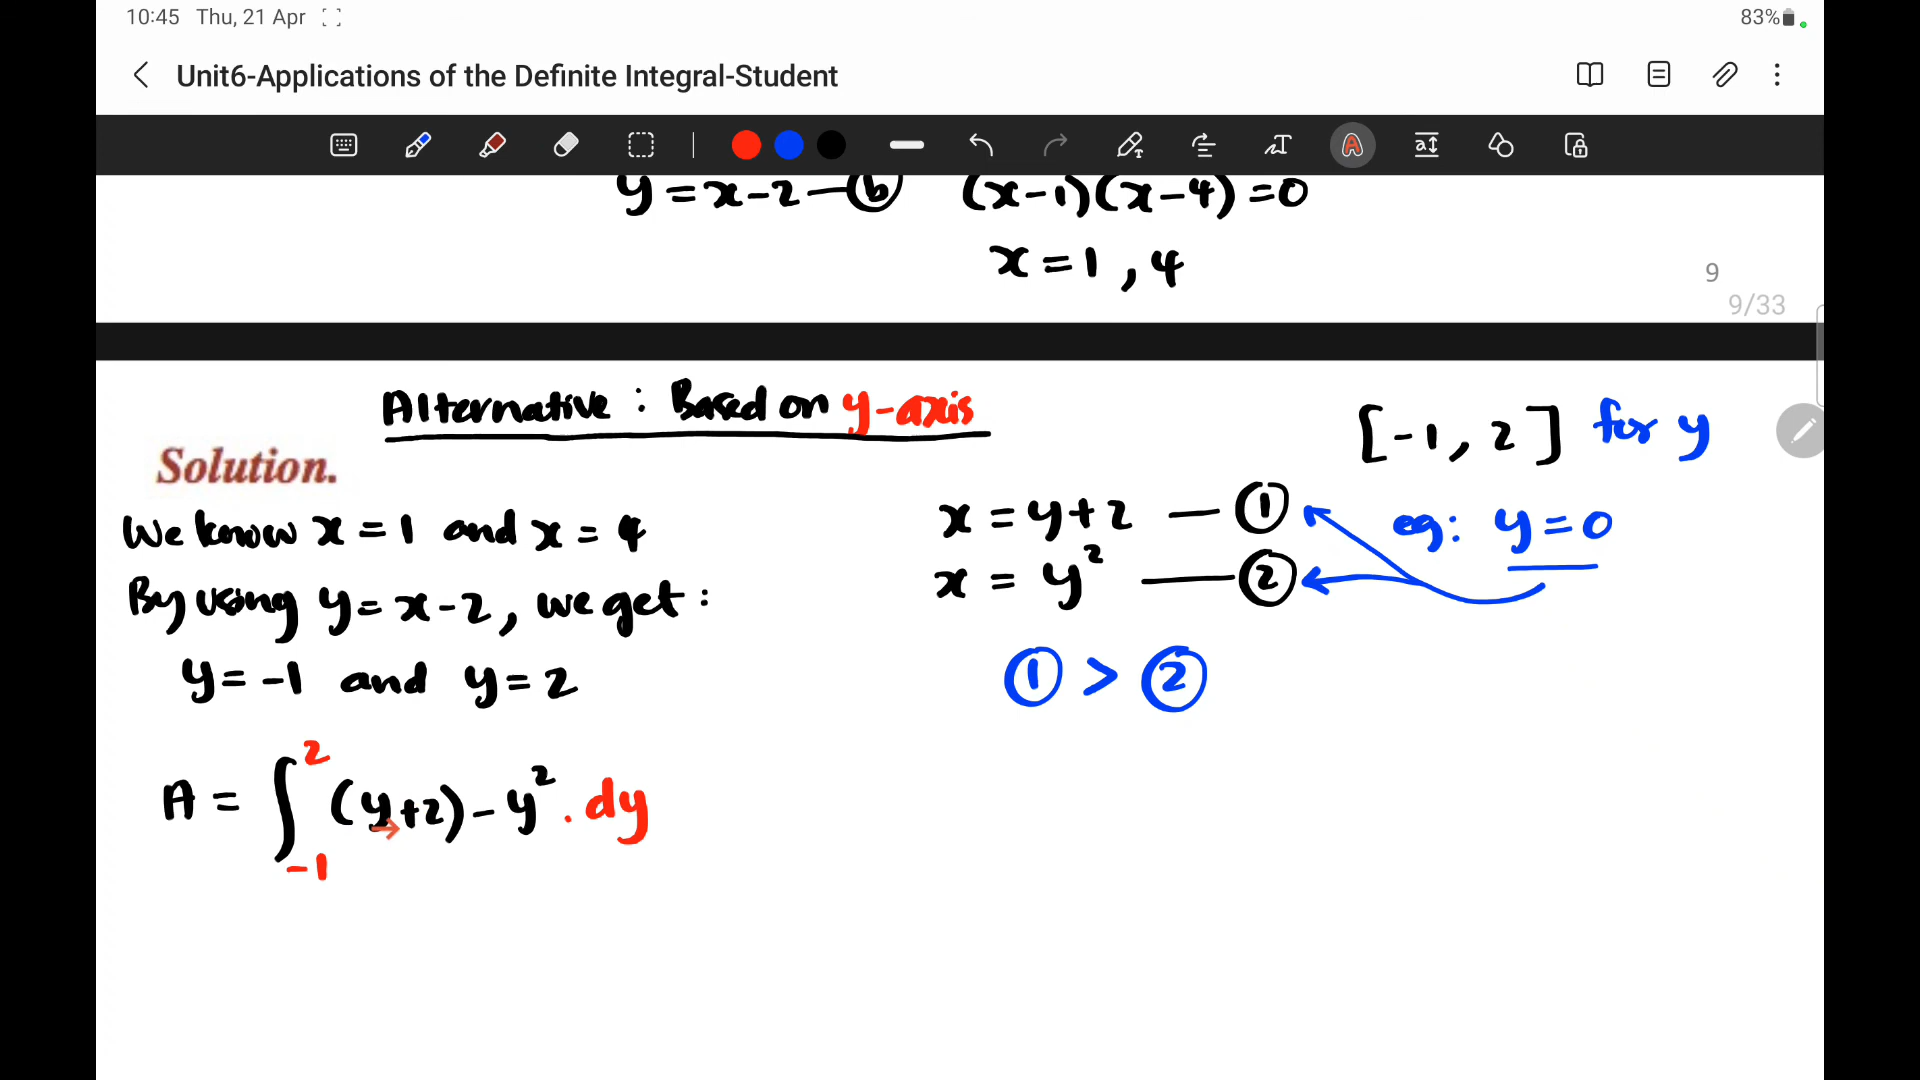 10:45 Thu, 21 Apr 83%
Unit6-Applications of the Definite Integral-Student
y = x-2 — ⓑ (x-1)(x-4) = 0
x = 1, 4
9
9/33
Alternative : Based on y-axis
[-1, 2] for y
Solution.
We know x = 1 and x = 4
x = y+2 — ①
eg: y = 0
By using y = x-2, we get :
x = y² — ②
y = -1 and y = 2
① > ②
A = ∫₋₁² (y+2) - y² . dy